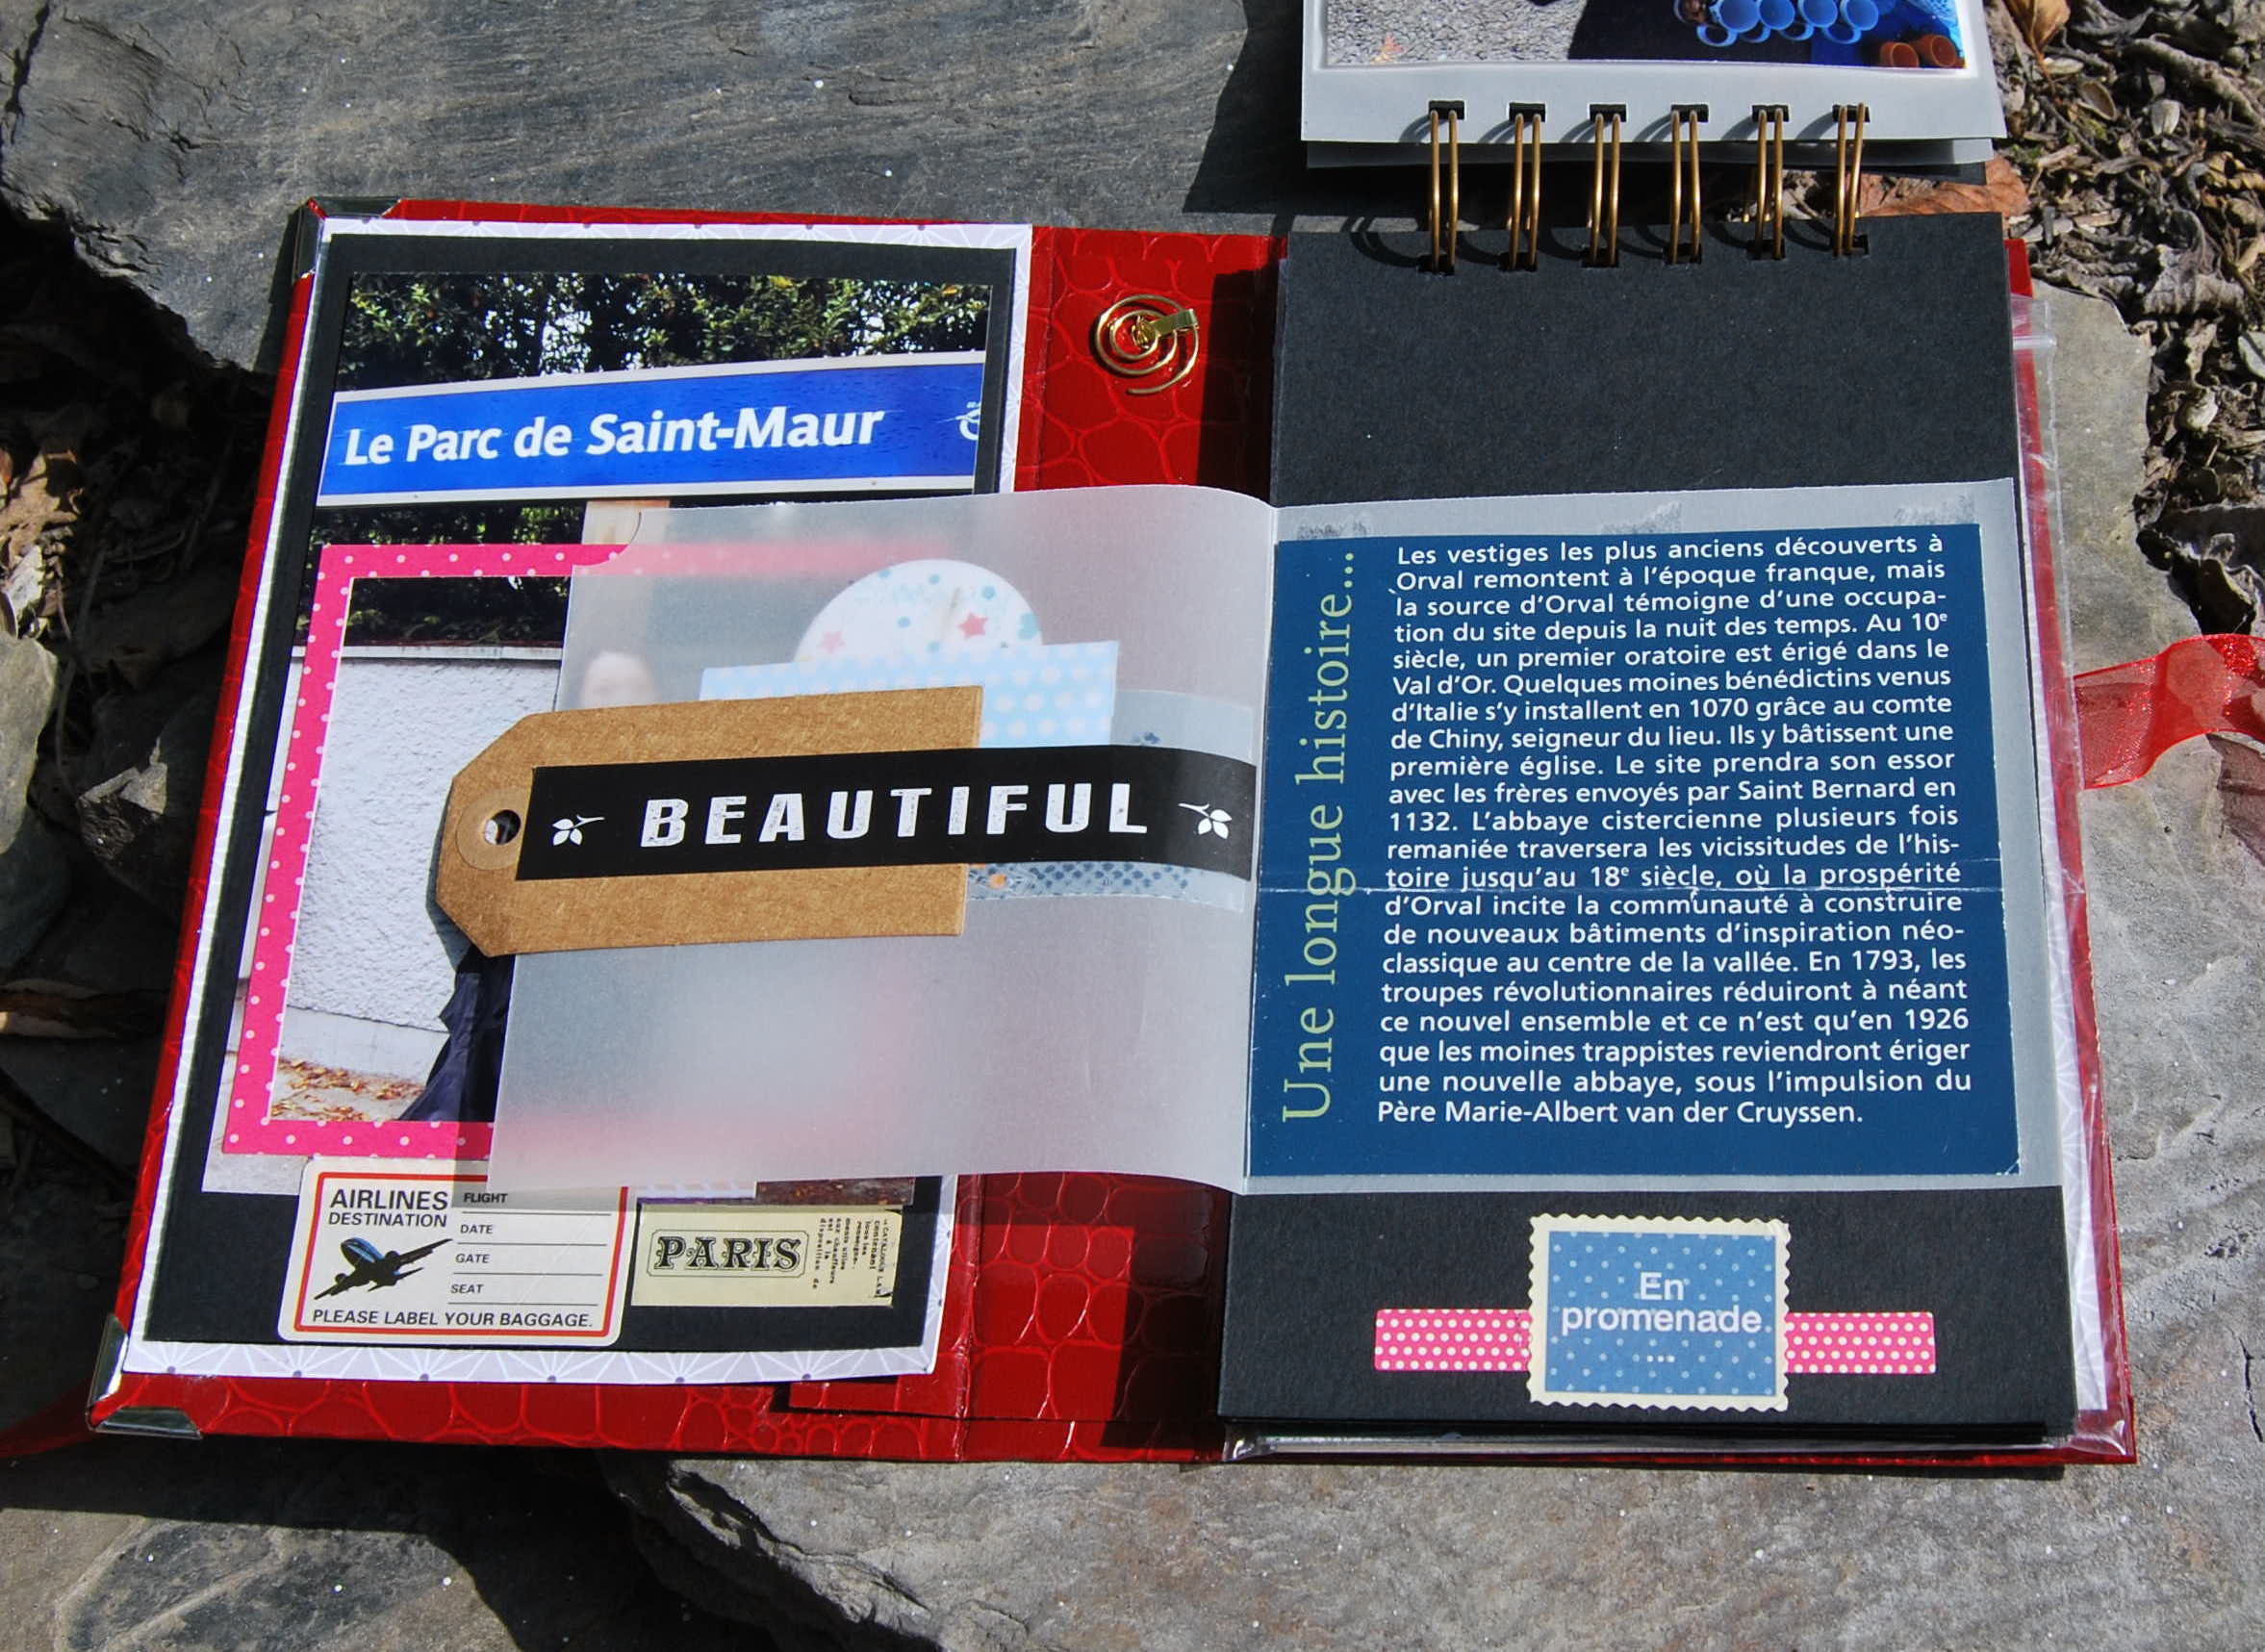 Le Parc de Saint-Maur
BEAUTIFUL
AIRLINES
DESTINATION
FLIGHT
DATE
GATE
SEAT
PLEASE LABEL YOUR BAGGAGE.
PARIS
Une longue histoire...
Les vestiges les plus anciens découverts à
Orval remontent à l'époque franque, mais
la source d'Orval témoigne d'une occupa-
tion du site depuis la nuit des temps. Au 10e
siècle, un premier oratoire est érigé dans le
Val d'Or. Quelques moines bénédictins venus
d'Italie s'y installent en 1070 grâce au comte
de Chiny, seigneur du lieu. Ils y bâtissent une
première église. Le site prendra son essor
avec les frères envoyés par Saint Bernard en
1132. L'abbaye cistercienne plusieurs fois
remaniée traversera les vicissitudes de l'his-
toire jusqu'au 18e siècle, où la prospérité
d'Orval incite la communauté à construire
de nouveaux bâtiments d'inspiration néo-
classique au centre de la vallée. En 1793, les
troupes révolutionnaires réduiront à néant
ce nouvel ensemble et ce n'est qu'en 1926
que les moines trappistes reviendront ériger
une nouvelle abbaye, sous l'impulsion du
Père Marie-Albert van der Cruyssen.
En
promenade
...